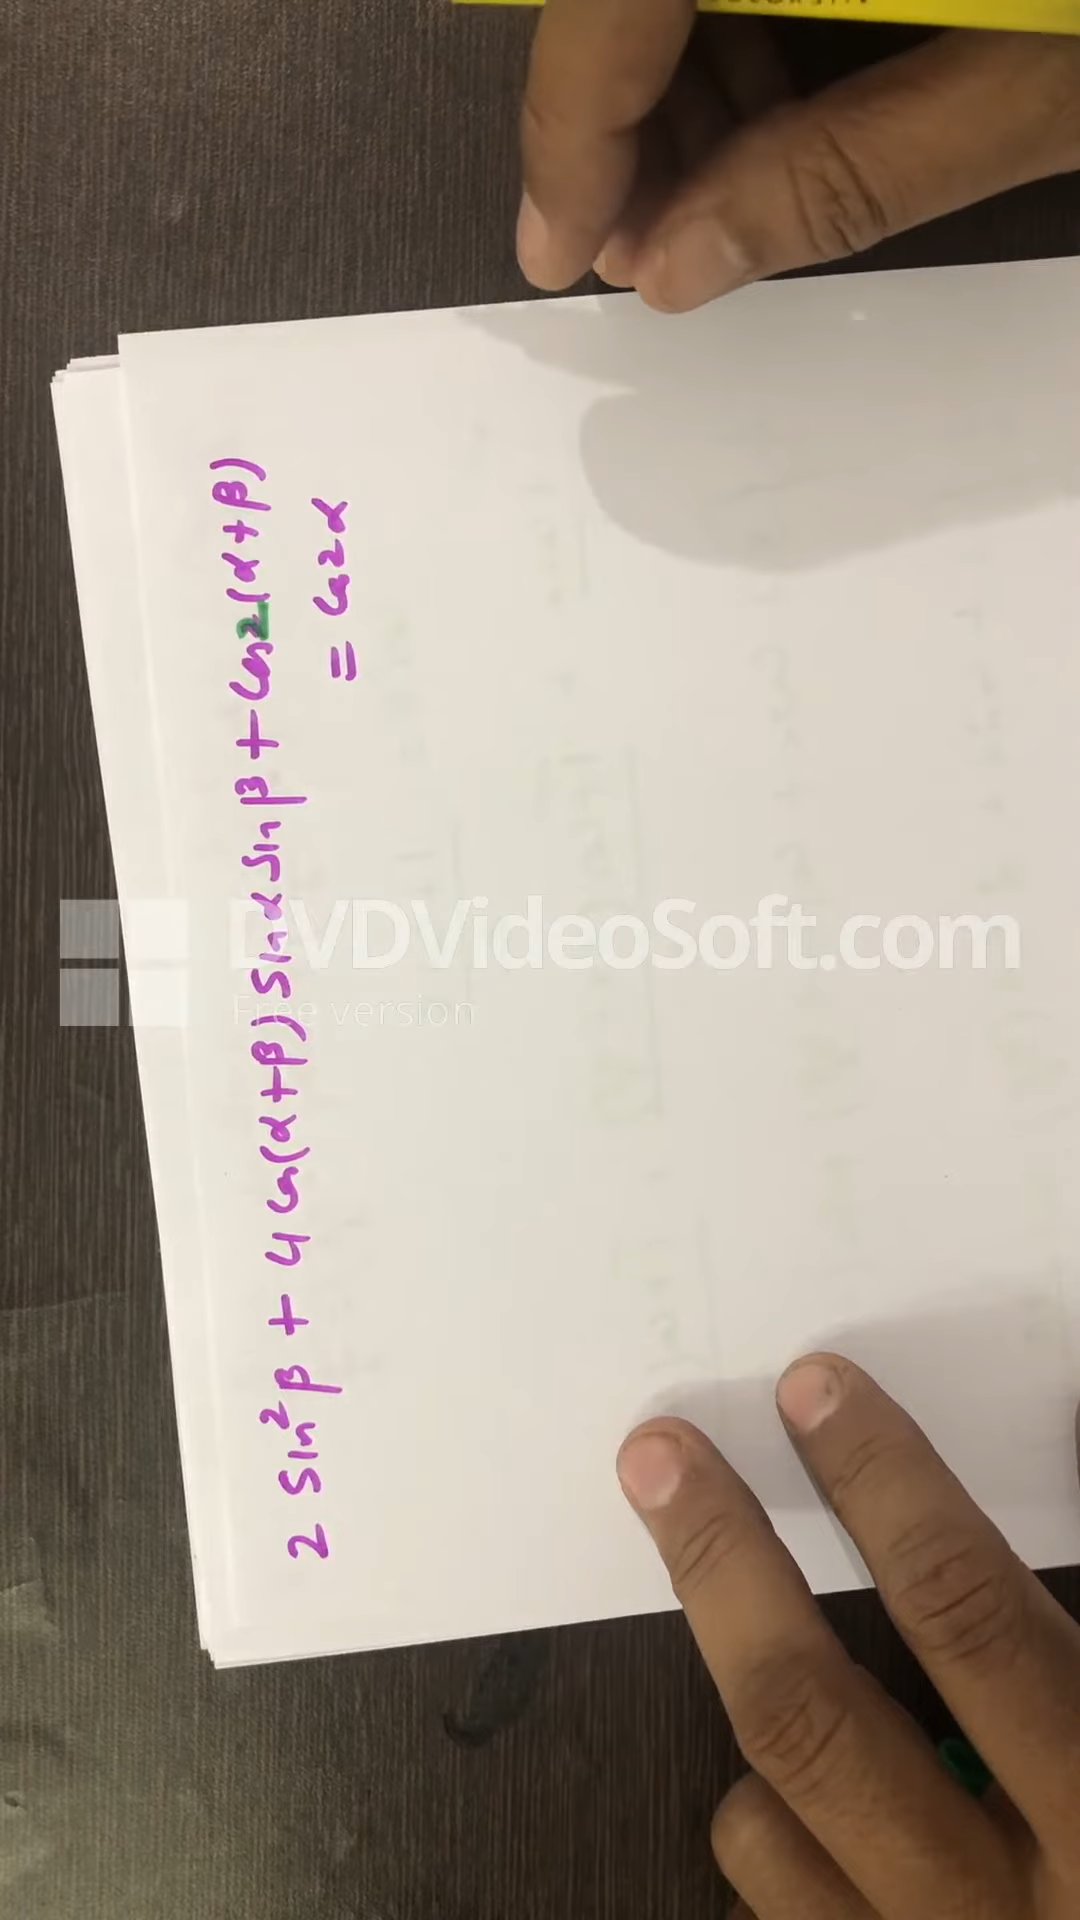 2 sin²β + 4 cos(α+β) sinα sinβ + cos2(α+β)
= cos2α
DVDVideoSoft.com
Free version